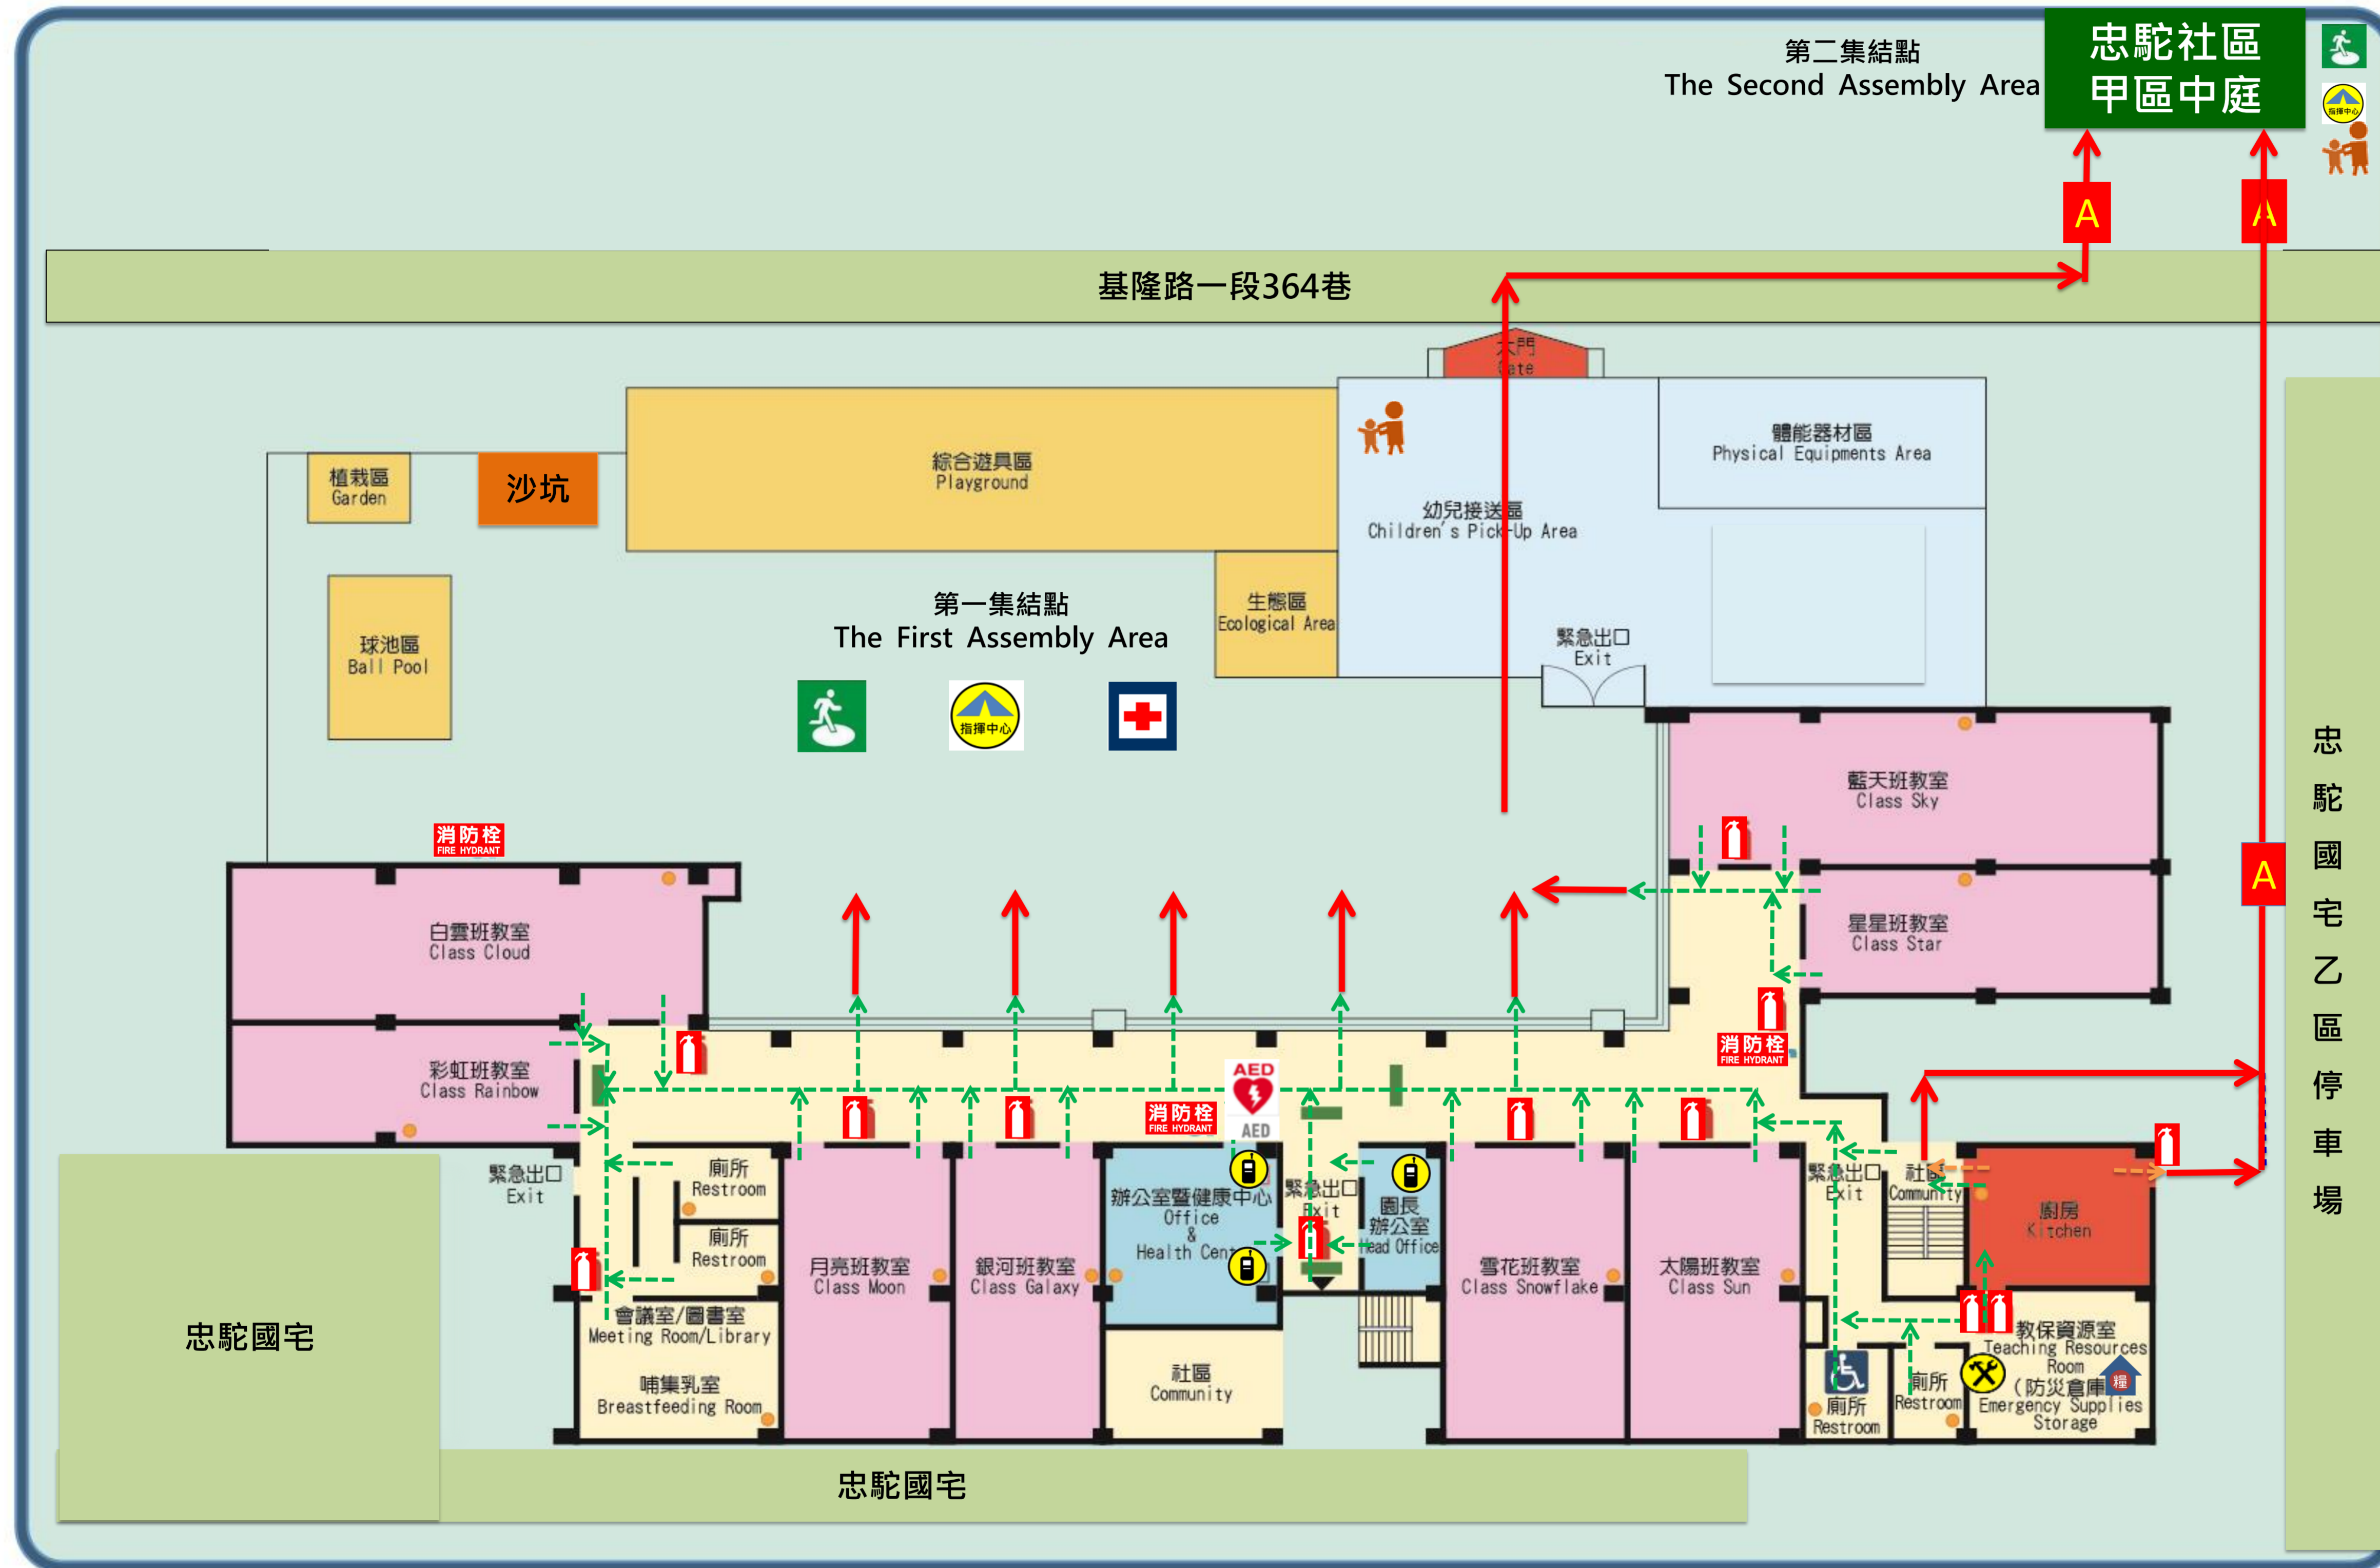 第二集結點
The Second Assembly Area
忠駝社區
甲區中庭
指揮中心
A
A
基隆路一段364巷
大門
Gate
植栽區
Garden
沙坑
綜合遊具區
Playground
體能器材區
Physical Equipments Area
幼兒接送區
Children's Pick-Up Area
球池區
Ball Pool
第一集結點
The First Assembly Area
生態區
Ecological Area
緊急出口
Exit
指揮中心
藍天班教室
Class Sky
忠駝國宅乙區停車場
消防栓
FIRE HYDRANT
A
白雲班教室
Class Cloud
星星班教室
Class Star
彩虹班教室
Class Rainbow
消防栓
FIRE HYDRANT
AED
AED
消防栓
FIRE HYDRANT
緊急出口
Exit
廁所
Restroom
廁所
Restroom
月亮班教室
Class Moon
銀河班教室
Class Galaxy
辦公室暨健康中心
Office
&
Health Cent
緊急出口
Exit
園長
辦公室
Head Office
雪花班教室
Class Snowflake
太陽班教室
Class Sun
緊急出口
Exit
社區
Community
廚房
Kitchen
會議室/圖書室
Meeting Room/Library
哺集乳室
Breastfeeding Room
社區
Community
廁所
Restroom
廁所
Restroom
教保資源室
Teaching Resources
Room
(防災倉庫
糧
Emergency Supplies
Storage
忠駝國宅
忠駝國宅